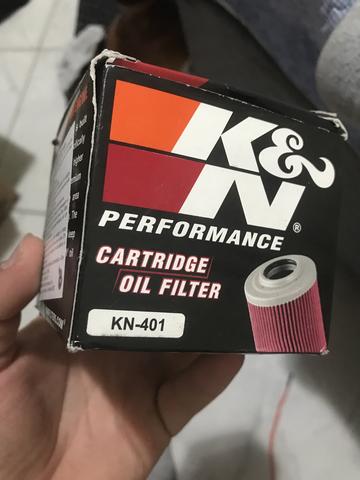 K&N®
PERFORMANCE
CARTRIDGE
OIL FILTER
KN-401